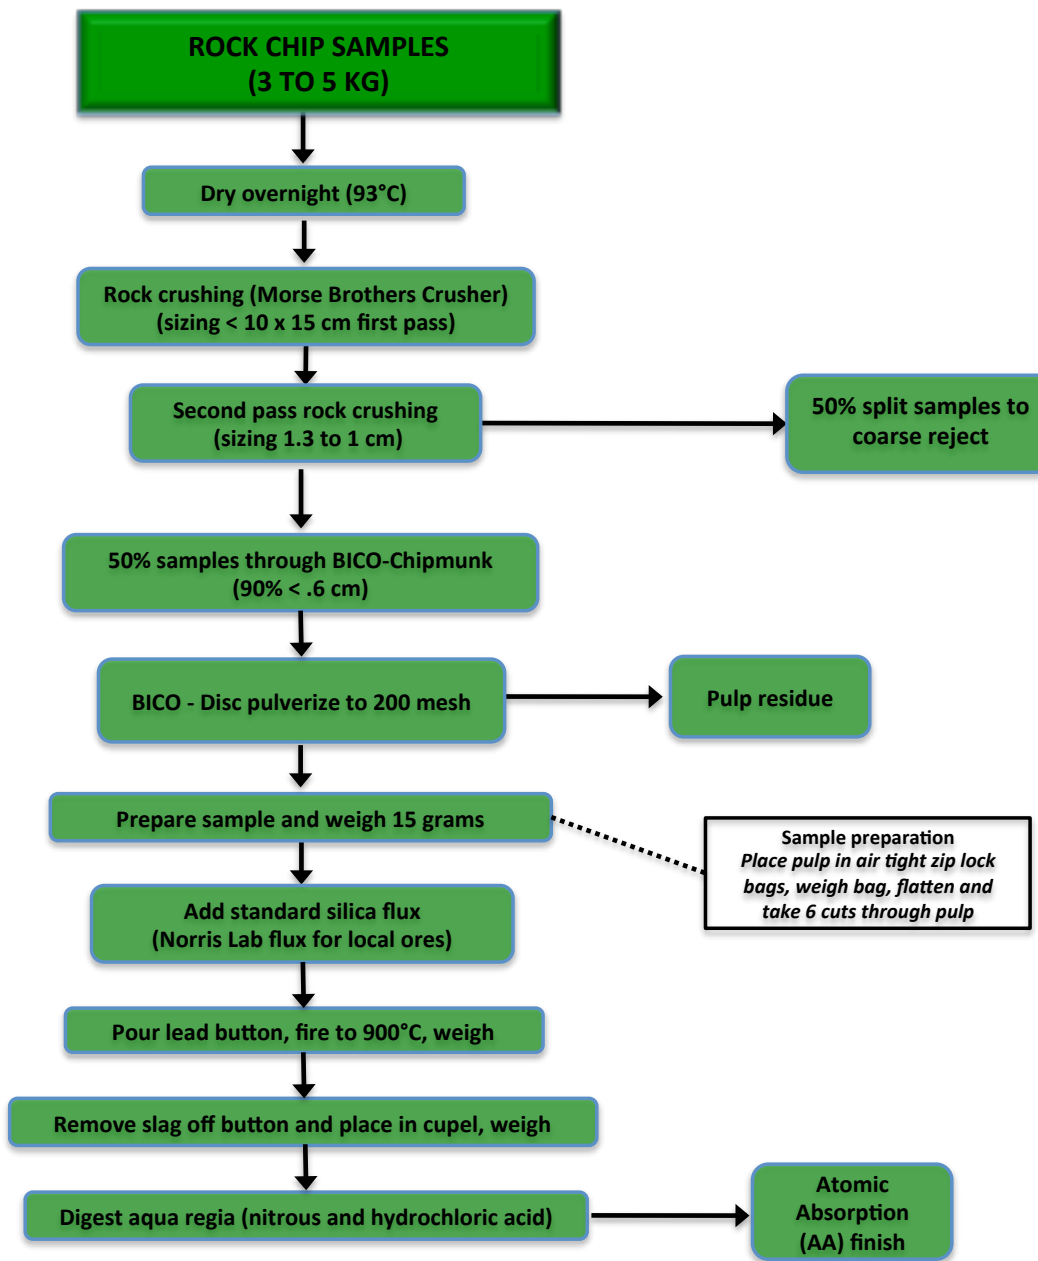 ROCK CHIP SAMPLES
(3 TO 5 KG)
Dry overnight (93°C)
Rock crushing (Morse Brothers Crusher)
(sizing < 10 x 15 cm first pass)
Second pass rock crushing
(sizing 1.3 to 1 cm)
50% split samples to
coarse reject
50% samples through BICO-Chipmunk
(90% < .6 cm)
BICO - Disc pulverize to 200 mesh
Pulp residue
Prepare sample and weigh 15 grams
Sample preparation
Place pulp in air tight zip lock
bags, weigh bag, flatten and
take 6 cuts through pulp
Add standard silica flux
(Norris Lab flux for local ores)
Pour lead button, fire to 900°C, weigh
Remove slag off button and place in cupel, weigh
Digest aqua regia (nitrous and hydrochloric acid)
Atomic
Absorption
(AA) finish